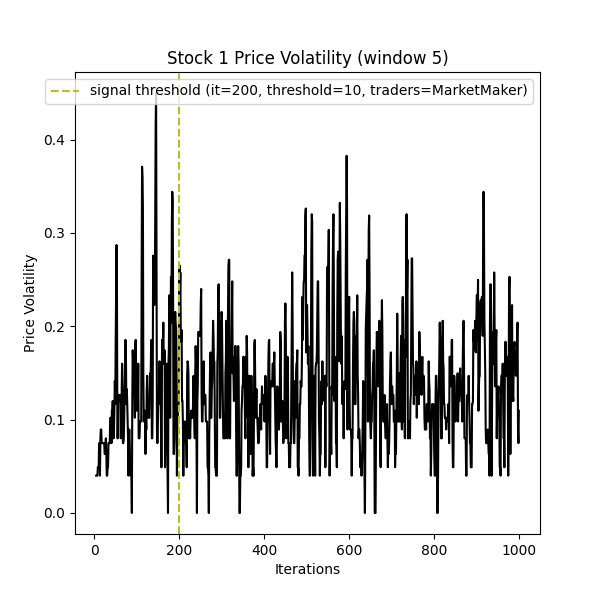 Stock 1 Price Volatility (window 5)
signal threshold (it=200, threshold=10, traders=MarketMaker)
0.4
0.3
0.2
0.1
0.0
Price Volatility
0 200 400 600 800 1000
Iterations